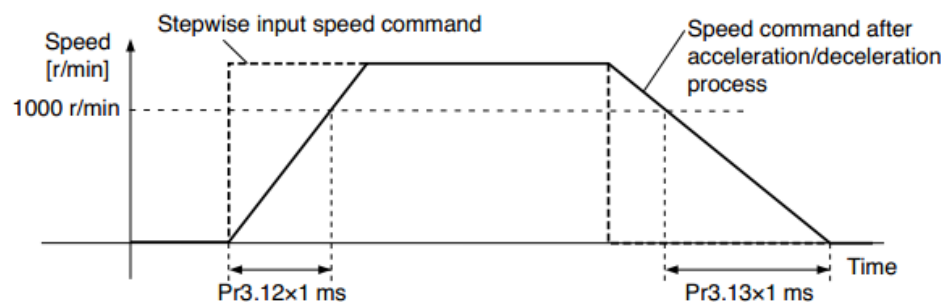 Stepwise input speed command
Speed
[r/min]
Speed command after
acceleration/deceleration
process
1000 r/min
Time
Pr3.12×1 ms
Pr3.13×1 ms